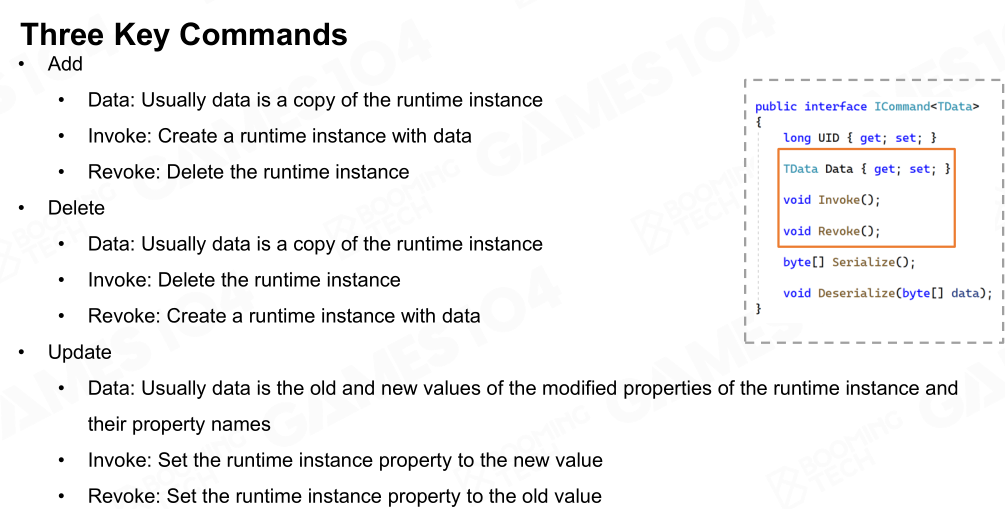 Three Key Commands
• Add
• Data: Usually data is a copy of the runtime instance
• Invoke: Create a runtime instance with data
• Revoke: Delete the runtime instance
• Delete
• Data: Usually data is a copy of the runtime instance
• Invoke: Delete the runtime instance
• Revoke: Create a runtime instance with data
• Update
• Data: Usually data is the old and new values of the modified properties of the runtime instance and
their property names
• Invoke: Set the runtime instance property to the new value
• Revoke: Set the runtime instance property to the old value
public interface ICommand<TData>
{
long UID { get; set; }
TData Data { get; set; }
void Invoke();
void Revoke();
byte[] Serialize();
void Deserialize(byte[] data);
}
GAMES104
BOOMING
TECH